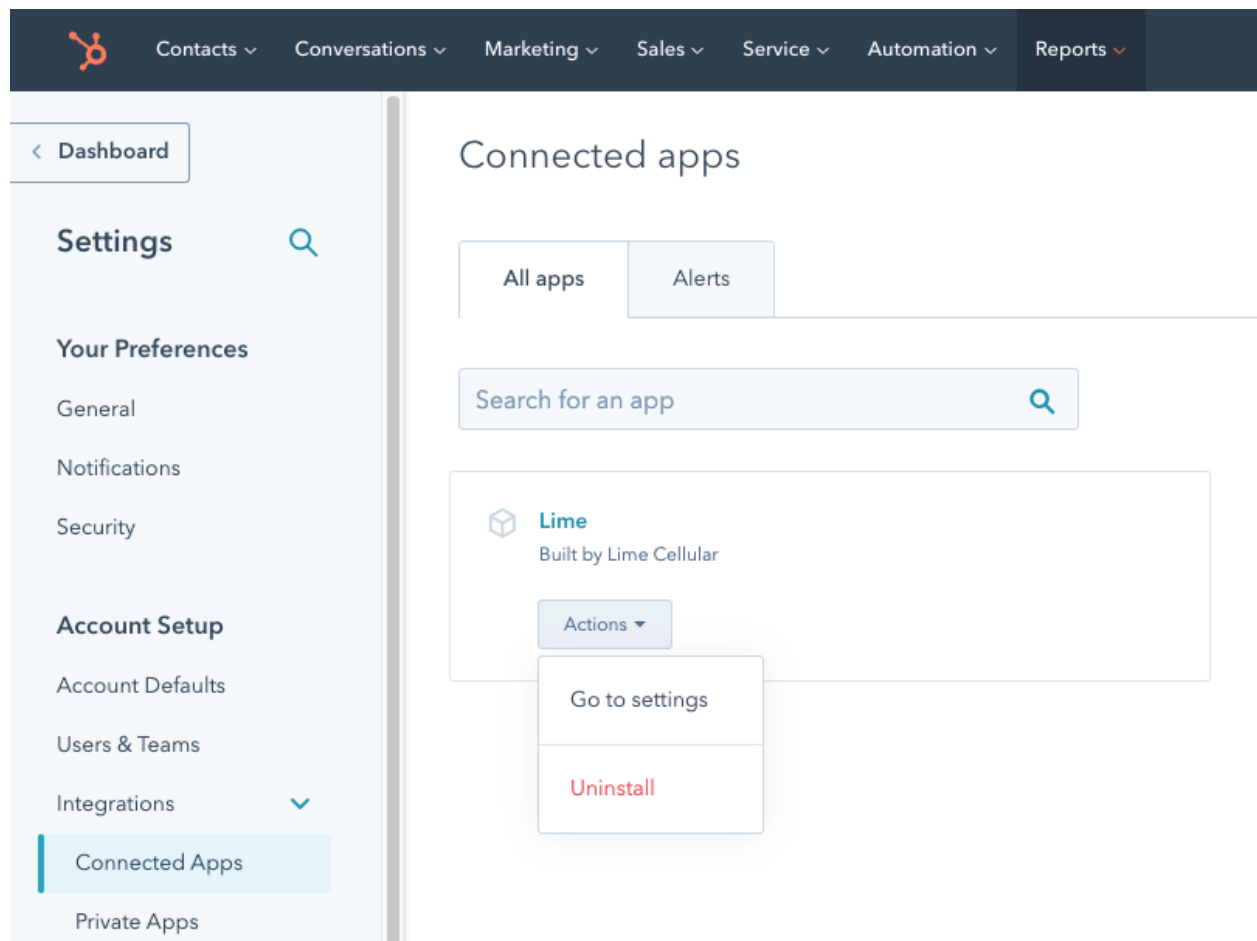 Contacts Conversations Marketing Sales Service Automation Reports
Dashboard
Settings
Your Preferences
General
Notifications
Security
Account Setup
Account Defaults
Users & Teams
Integrations
Connected Apps
Private Apps
Connected apps
All apps Alerts
Search for an app
Lime
Built by Lime Cellular
Actions
Go to settings
Uninstall